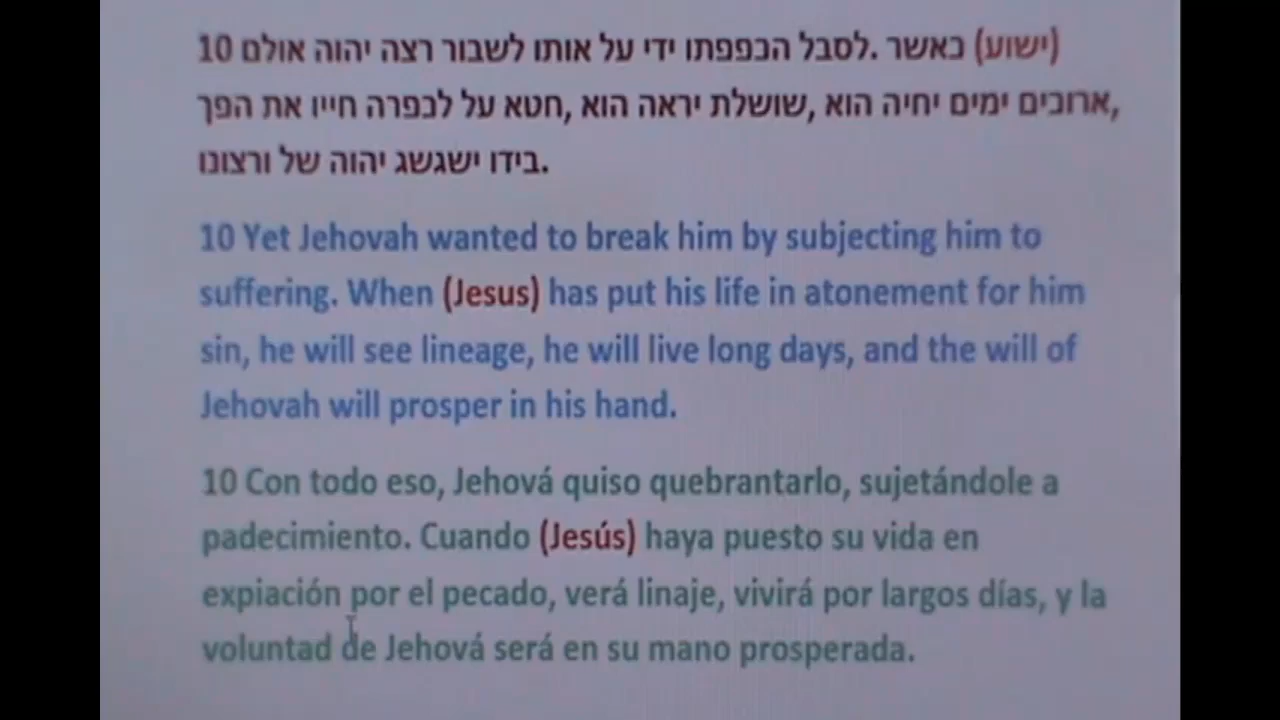 10 אולם יהוה רצה לשבור אותו על ידי הכפפתו לסבל. כאשר (ישוע)
הפך את חייו לכפרה על חטא, הוא יראה שושלת, הוא יחיה ימים ארוכים,
ורצונו של יהוה ישגשג בידו.
10 Yet Jehovah wanted to break him by subjecting him to
suffering. When (Jesus) has put his life in atonement for him
sin, he will see lineage, he will live long days, and the will of
Jehovah will prosper in his hand.
10 Con todo eso, Jehová quiso quebrantarlo, sujetándole a
padecimiento. Cuando (Jesús) haya puesto su vida en
expiación por el pecado, verá linaje, vivirá por largos días, y la
voluntad de Jehová será en su mano prosperada.